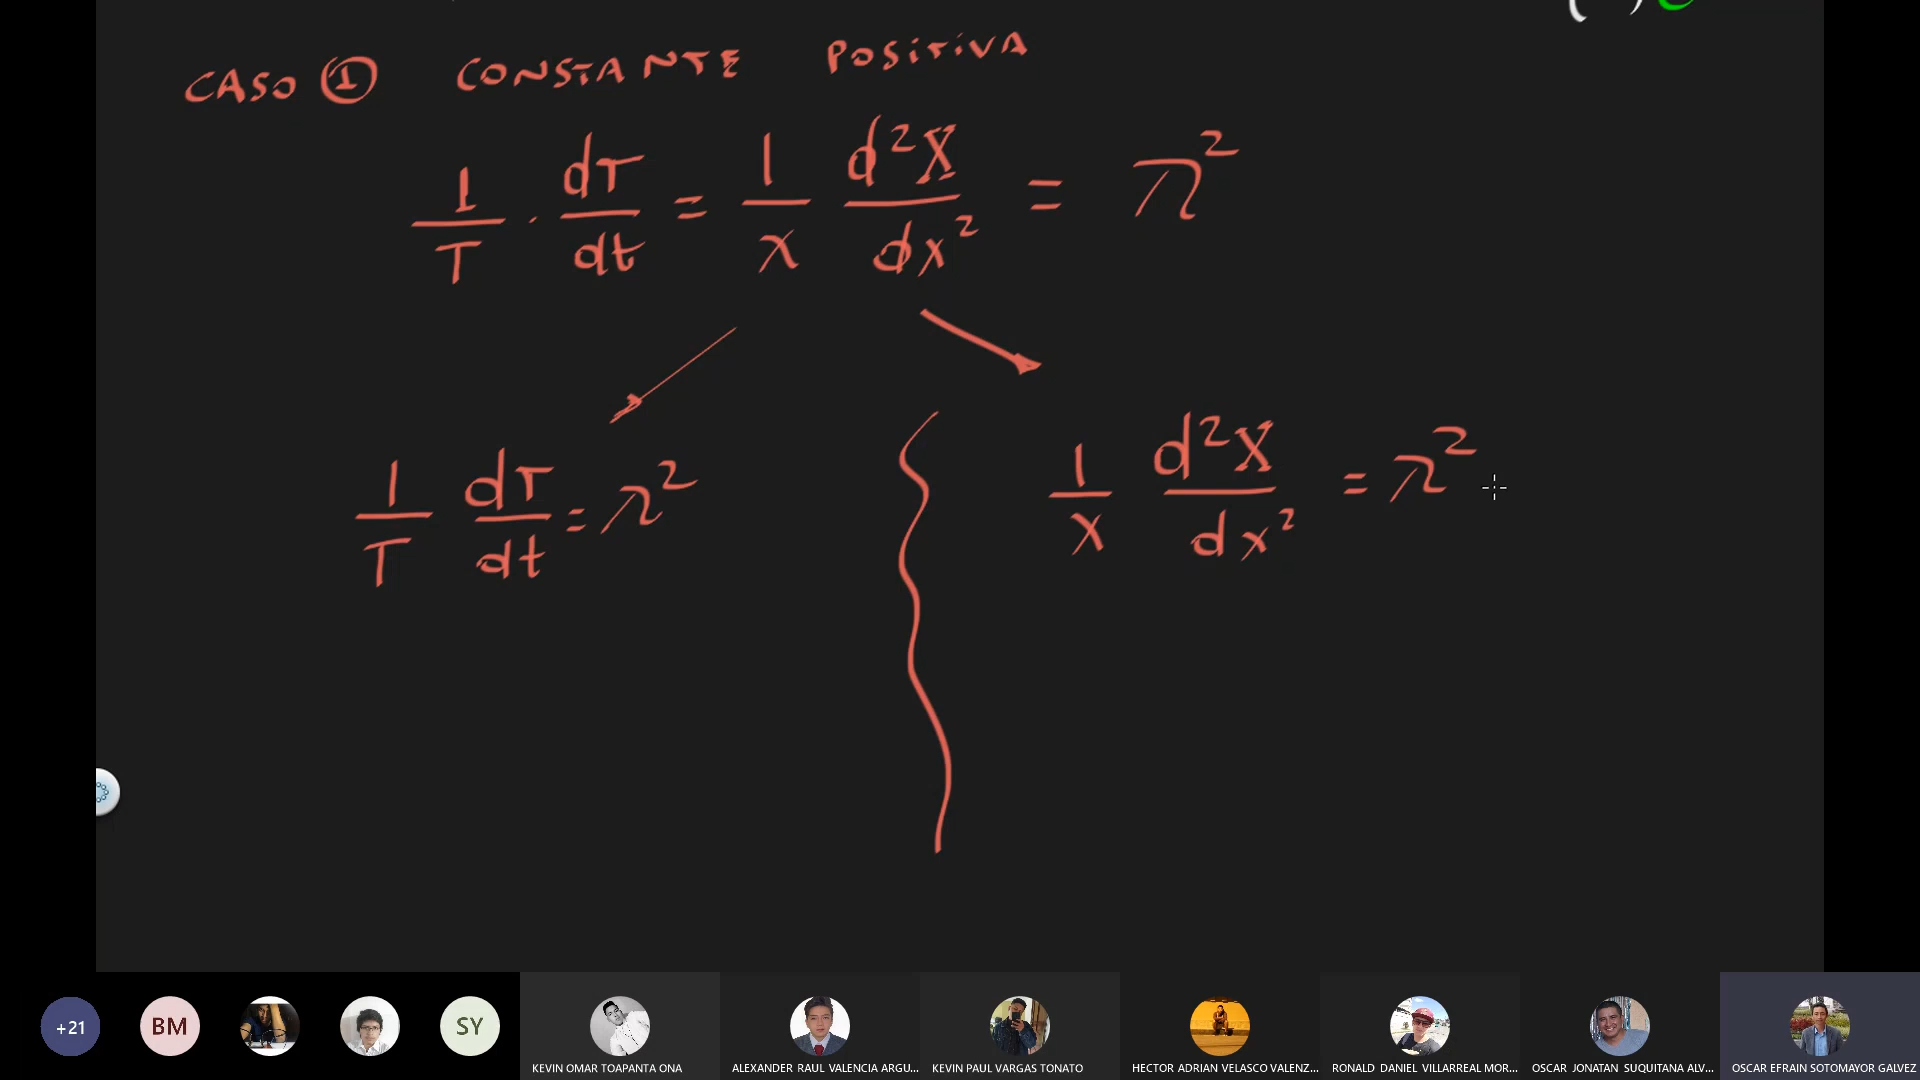 CASO ① CONSTANTE POSITIVA
1/T · dT/dt = 1/X d²X/dx² = λ²
1/T dT/dt = λ²
1/X d²X/dx² = λ²
+21
BM
SY
KEVIN OMAR TOAPANTA ONA
ALEXANDER RAUL VALENCIA ARGU...
KEVIN PAUL VARGAS TONATO
HECTOR ADRIAN VELASCO VALENZ...
RONALD DANIEL VILLARREAL MOR...
OSCAR JONATAN SUQUITANA ALV...
OSCAR EFRAIN SOTOMAYOR GALVEZ